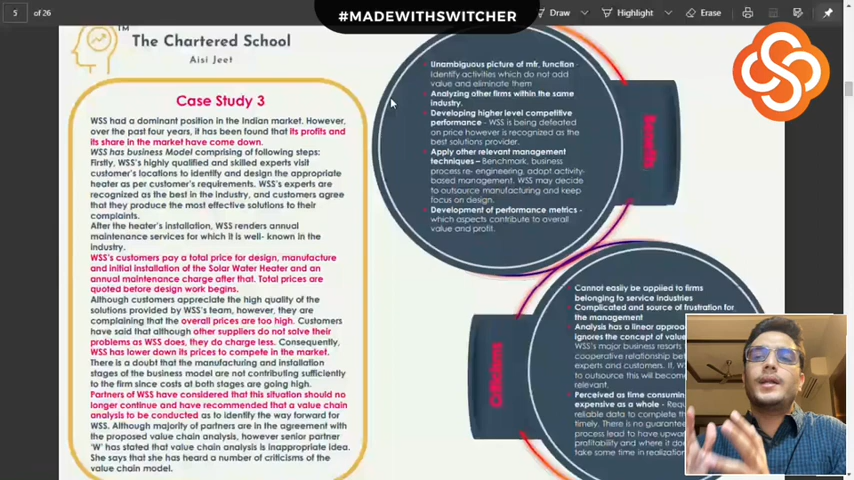 5 of 26
#MADEWITHSWITCHER
Draw
Highlight
Erase
TM
The Chartered School
Aisi Jeet
Case Study 3
WSS had a dominant position in the Indian market. However,
over the past four years, it has been found that its profits and
its share in the market have come down.
WSS has business Model comprising of following steps:
Firstly, WSS's highly qualified and skilled experts visit
customer's locations to identify and design the appropriate
heater as per customer's requirements. WSS's experts are
recognized as the best in the industry, and customers agree
that they produce the most effective solutions to their
complaints.
After the heater's installation, WSS renders annual
maintenance services for which it is well- known in the
industry.
WSS's customers pay a total price for design, manufacture
and initial installation of the Solar Water Heater and an
annual maintenance charge after that. Total prices are
quoted before design work begins.
Although customers appreciate the high quality of the
solutions provided by WSS's team, however, they are
complaining that the overall prices are too high. Customers
have said that although other suppliers do not solve their
problems as WSS does, they do charge less. Consequently,
WSS has lower down its prices to compete in the market.
There is a doubt that the manufacturing and installation
stages of the business model are not contributing sufficiently
to the firm since costs at both stages are going high.
Partners of WSS have considered that this situation should no
longer continue and have recommended that a value chain
analysis to be conducted as to identify the way forward for
WSS. Although majority of partners are in the agreement
with the proposed value chain analysis, however senior partner
'W' has stated that value chain analysis is inappropriate idea.
She says that she has heard a number of criticisms of the
value chain model.
Unambiguous picture of mfr. function -
Identify activities which do not add
value and eliminate them
Analyzing other firms within the same
industry.
Developing higher level competitive
performance - WSS is being defeated
on price however is recognized as the
best solutions provider.
Apply other relevant management
techniques – Benchmark, business
process re- engineering, adopt activity-
based management. WSS may decide
to outsource manufacturing and keep
focus on design.
Development of performance metrics -
which aspects contribute to overall
value and profit.
Benefits
Cannot easily be applied to firms
belonging to service industries
Complicated and source of frustration for
the management
Analysis has a linear approa
ignores the concept of value
WSS's major business resorts
cooperative relationship be
experts and customers. If, W
to outsource this will become
relevant.
Perceived as time consumin
expensive as a whole - Requ
reliable data to complete th
timely. There is no guarante
process lead to have upwar
profitability and where it doe
take some time in realization
Criticisms